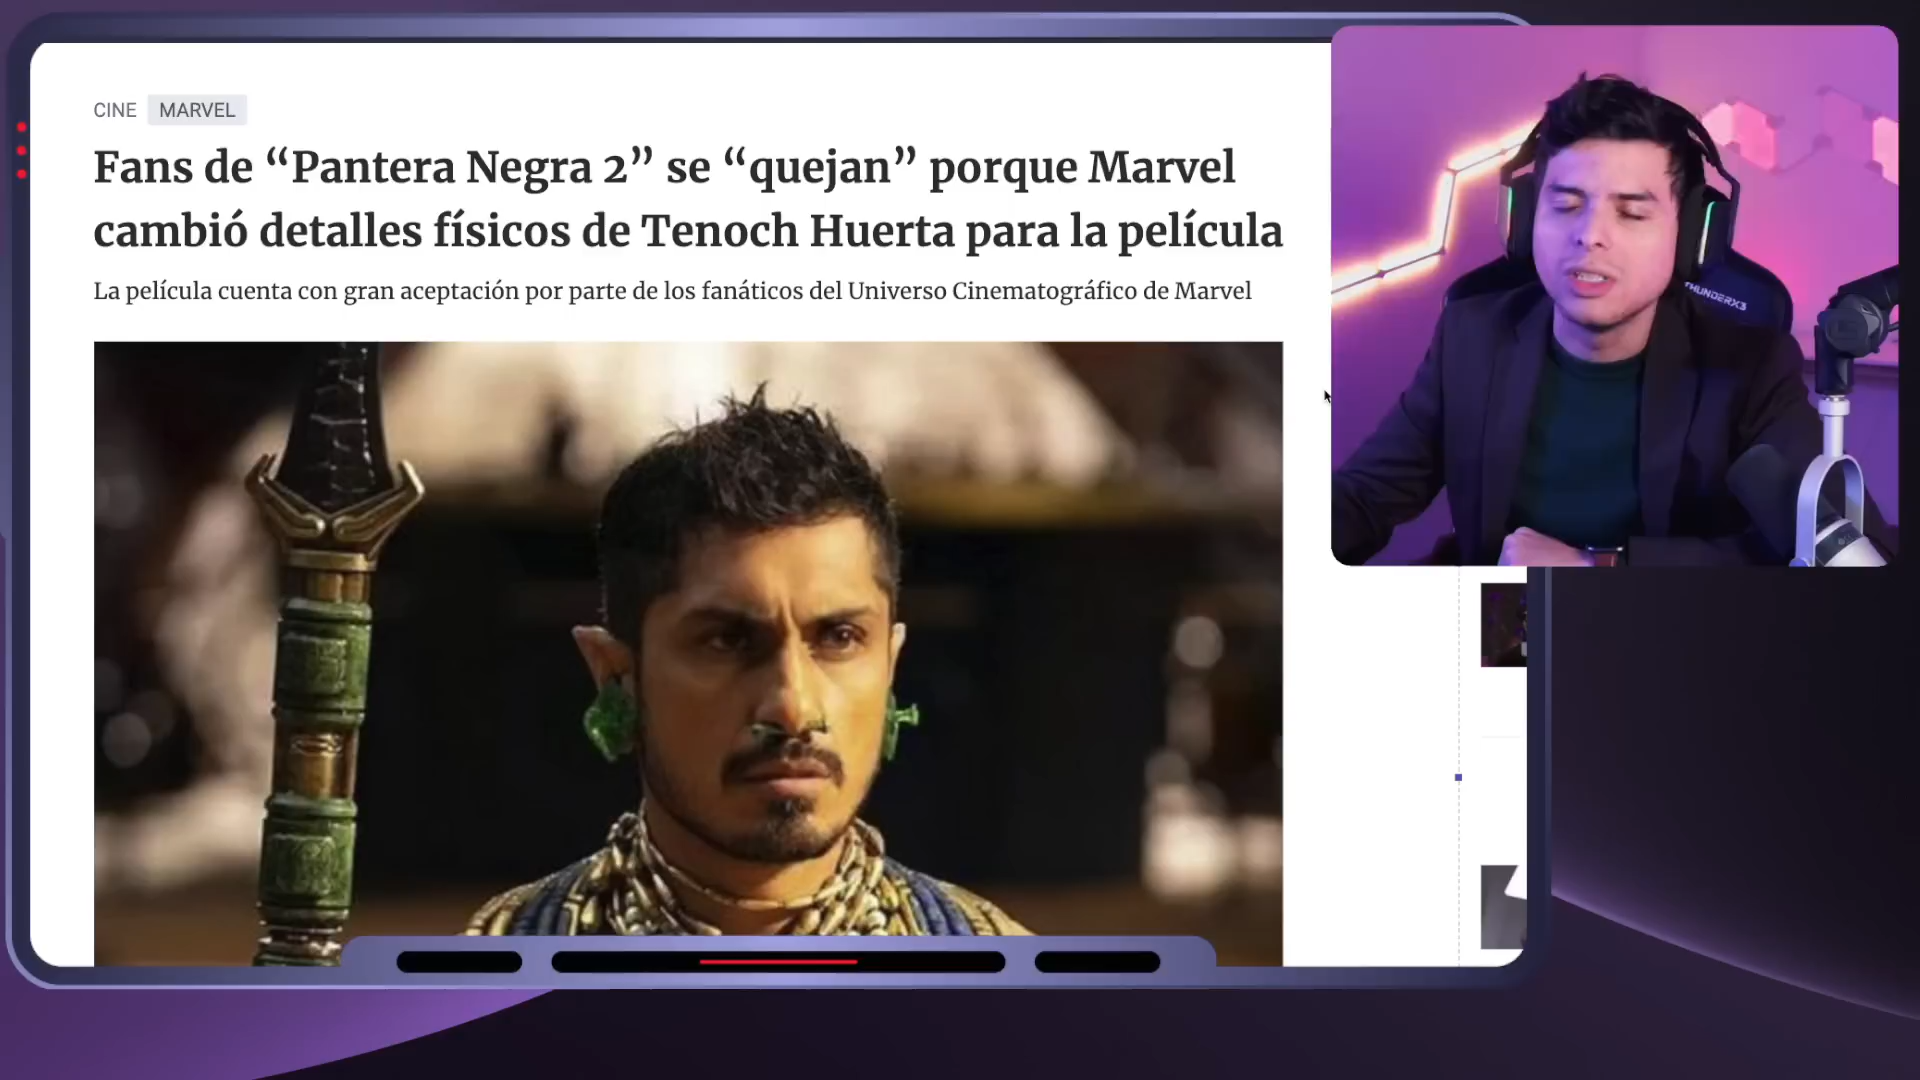 CINE MARVEL
Fans de “Pantera Negra 2” se “quejan” porque Marvel
cambió detalles físicos de Tenoch Huerta para la película
La película cuenta con gran aceptación por parte de los fanáticos del Universo Cinematográfico de Marvel
THUNDERX3